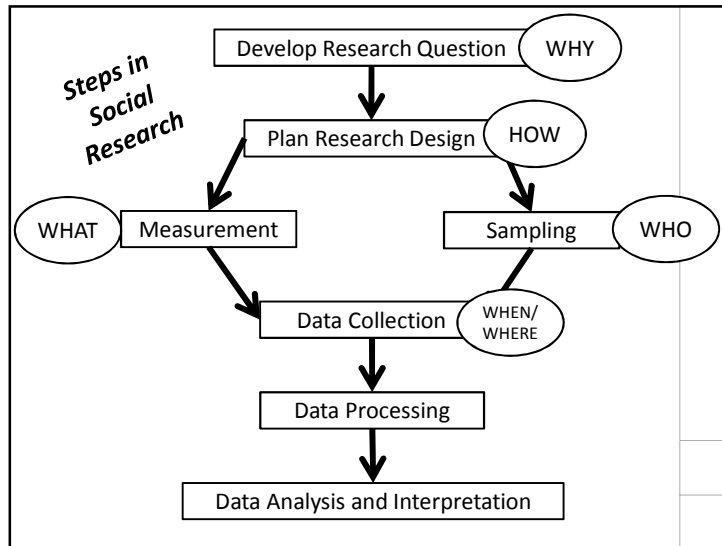 Develop Research Question
WHY
Steps in
Social
Research
Plan Research Design
HOW
WHAT
Measurement
Sampling
WHO
Data Collection
WHEN/
WHERE
Data Processing
Data Analysis and Interpretation